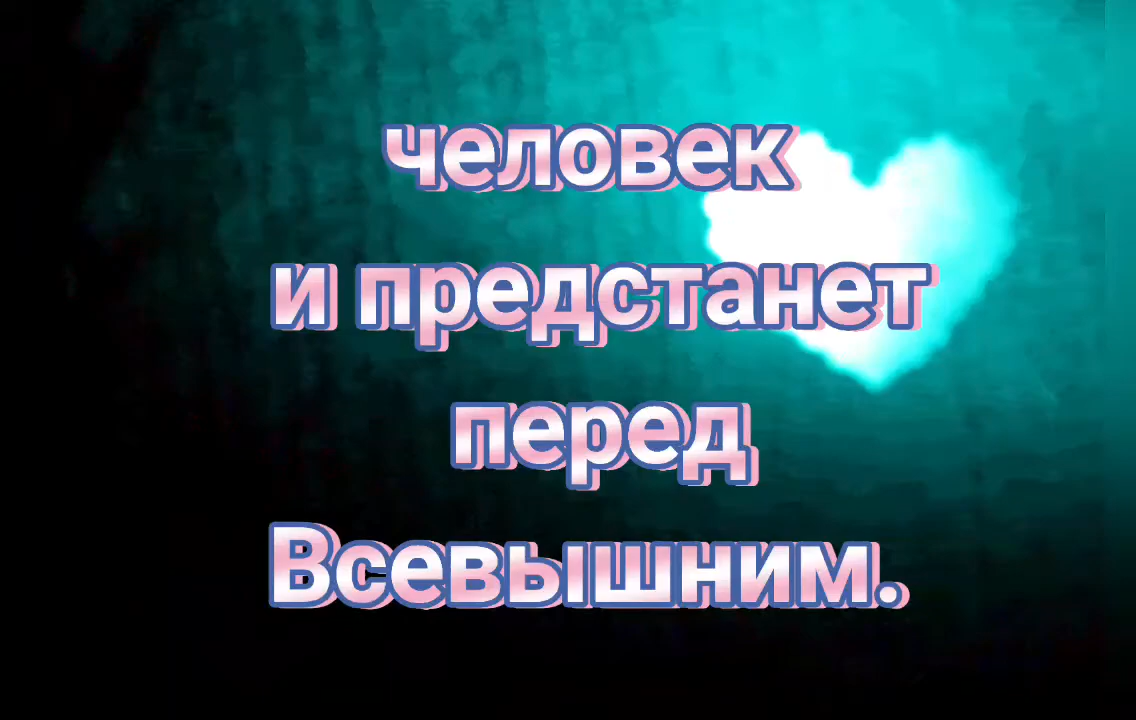 человек
и предстанет
перед
Всевышним.